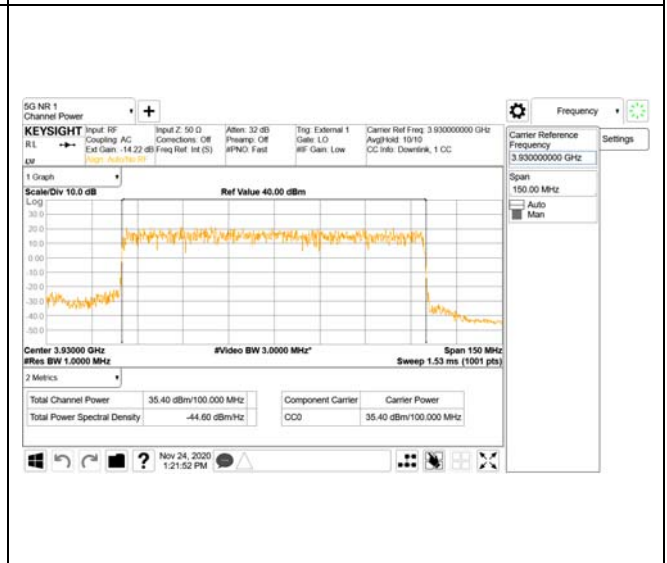 5G NR 1
Channel Power
Frequency
KEYSIGHT Input: RF Input Z: 50 Ω Atten: 32 dB Trig: External 1 Carrier Ref Freq: 3.930000000 GHz
RL Coupling: AC Corrections: Off Preamp: Off Gate: LO Avg|Hold: 10/10
Ext Gain: -14.22 dB Freq Ref: Int (S) #PNO: Fast #IF Gain: Low CC Info: Downlink, 1 CC
Align: Auto/No RF
Carrier Reference
Frequency
3.930000000 GHz
Settings
Span
150.00 MHz
Auto
Man
1 Graph
Scale/Div 10.0 dB Ref Value 40.00 dBm
Log
30.0
20.0
10.0
0.00
-10.0
-20.0
-30.0
-40.0
-50.0
Center 3.93000 GHz #Video BW 3.0000 MHz* Span 150 MHz
#Res BW 1.0000 MHz Sweep 1.53 ms (1001 pts)
2 Metrics
Total Channel Power 35.40 dBm/100.000 MHz Component Carrier Carrier Power
Total Power Spectral Density -44.60 dBm/Hz CC0 35.40 dBm/100.000 MHz
Nov 24, 2020
1:21:52 PM